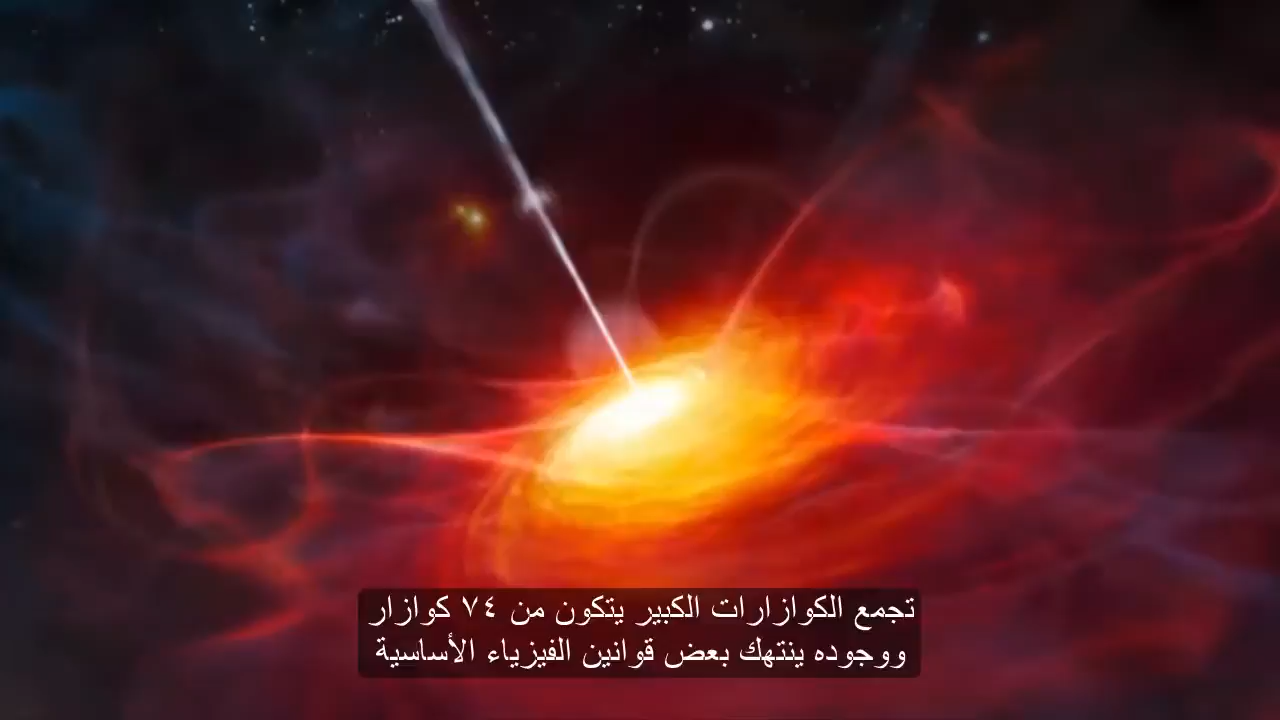 تجمع الكوازارات الكبير يتكون من ٧٤ كوازار
ووجوده ينتهك بعض قوانين الفيزياء الأساسية